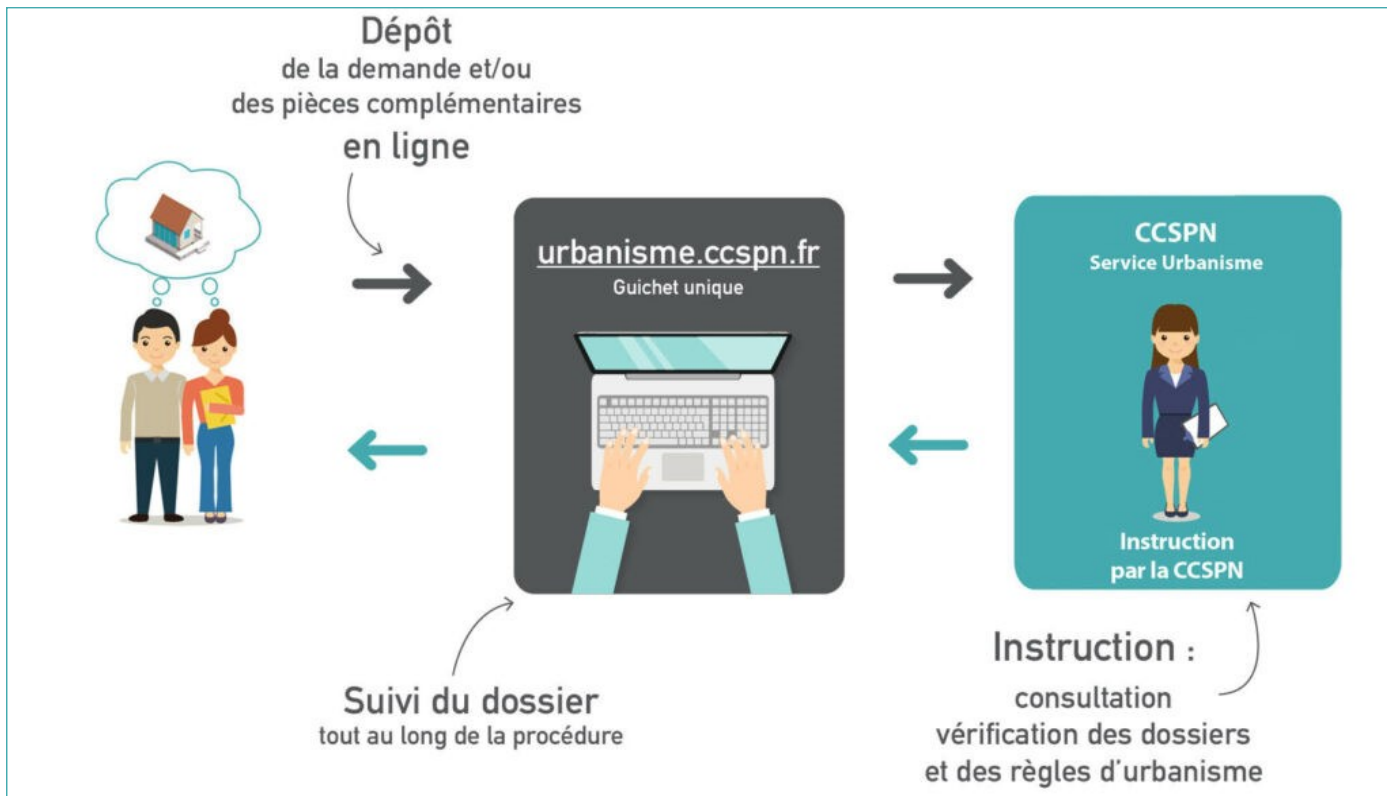 Dépôt
de la demande et/ou
des pièces complémentaires
en ligne
urbanisme.ccspn.fr
Guichet unique
CCSPN
Service Urbanisme
Instruction
par la CCSPN
Suivi du dossier
tout au long de la procédure
Instruction :
consultation
vérification des dossiers
et des règles d'urbanisme